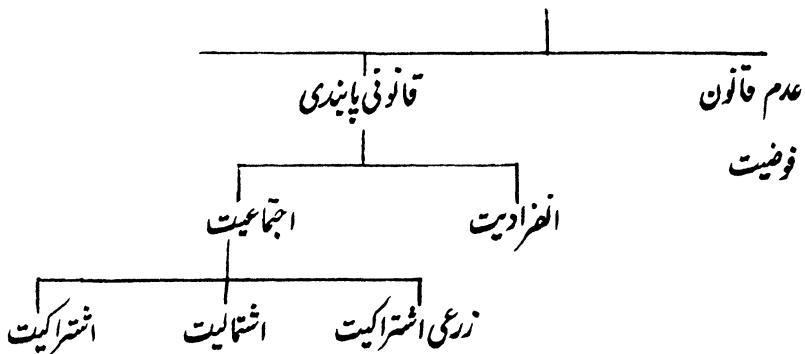 عدم قانون
قانونی پابندی
فوضیت
انفرادیت
اجتماعیت
زرعی اشتراکیت
اشتمالیت
اشتراکیت